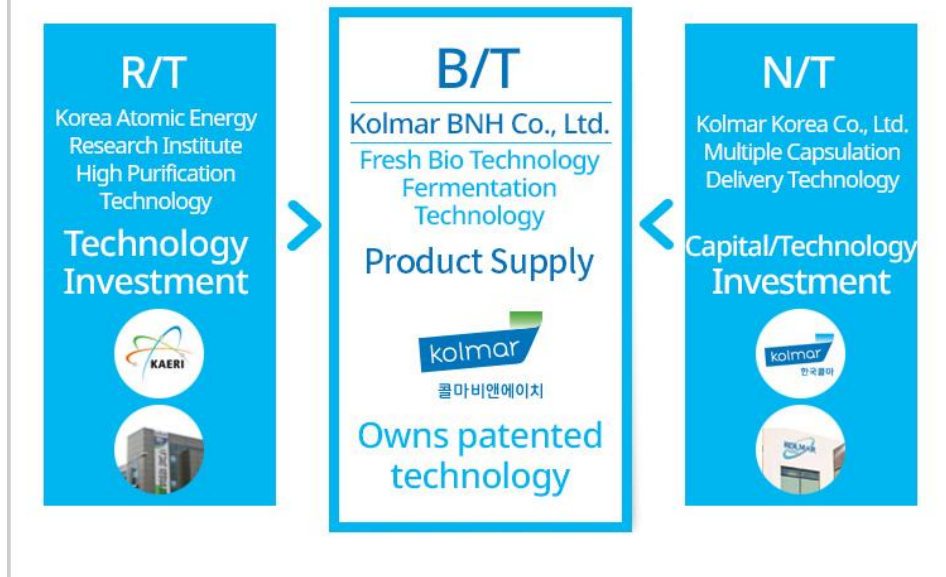 R/T
Korea Atomic Energy
Research Institute
High Purification
Technology
Technology
Investment
KAERI
B/T
Kolmar BNH Co., Ltd.
Fresh Bio Technology
Fermentation
Technology
Product Supply
kolmar
콜마비앤에이치
Owns patented
technology
N/T
Kolmar Korea Co., Ltd.
Multiple Capsulation
Delivery Technology
Capital/Technology
Investment
kolmar
한국콜마
KOLMAR